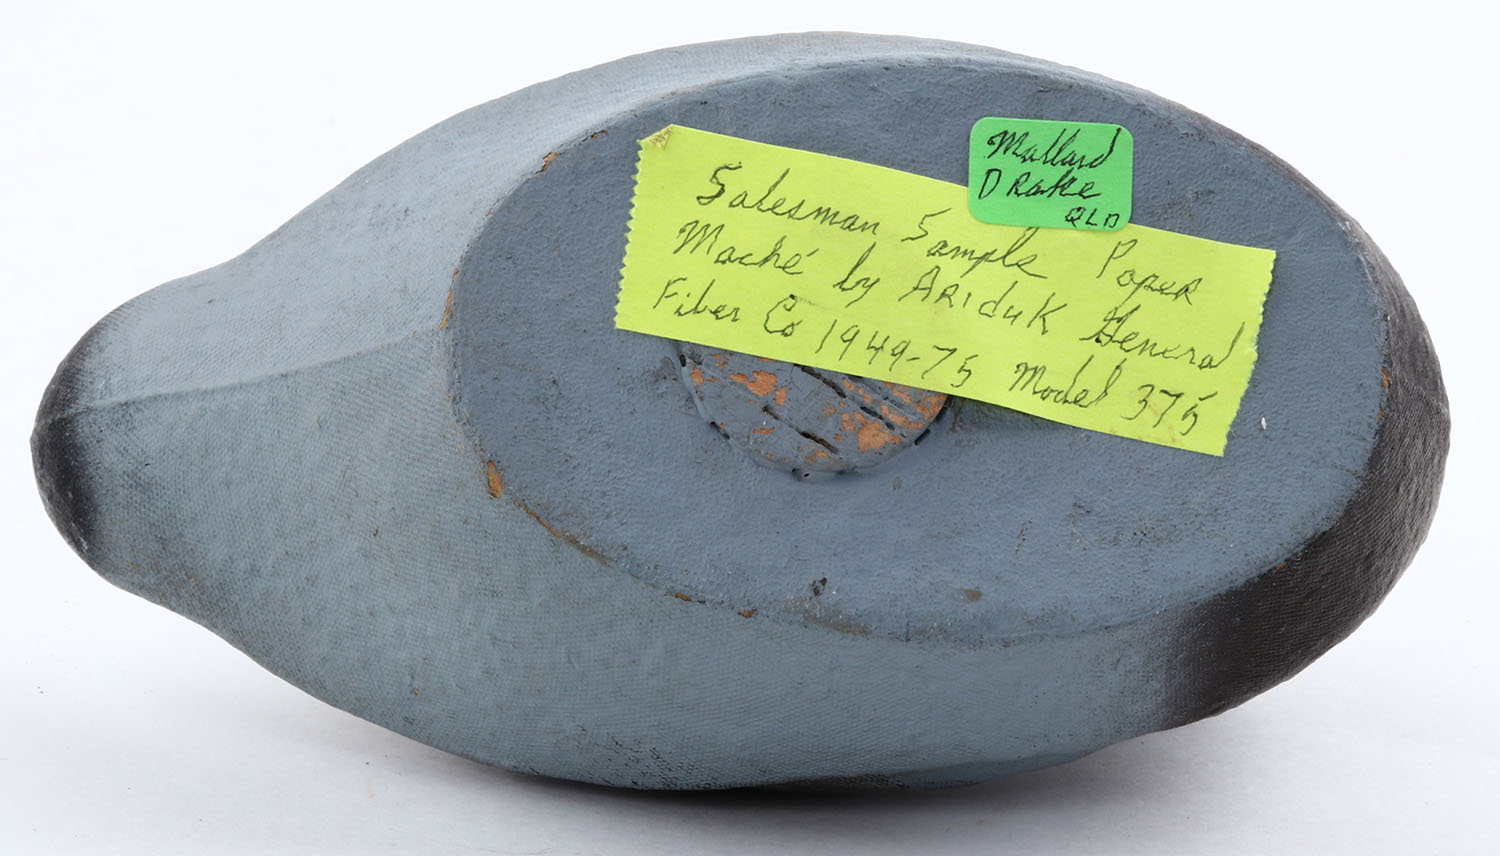 Mallard
DRake
QLD
Salesman Sample Paper
Maché by ARIduK General
Fiber Co 1949-75 Model 375